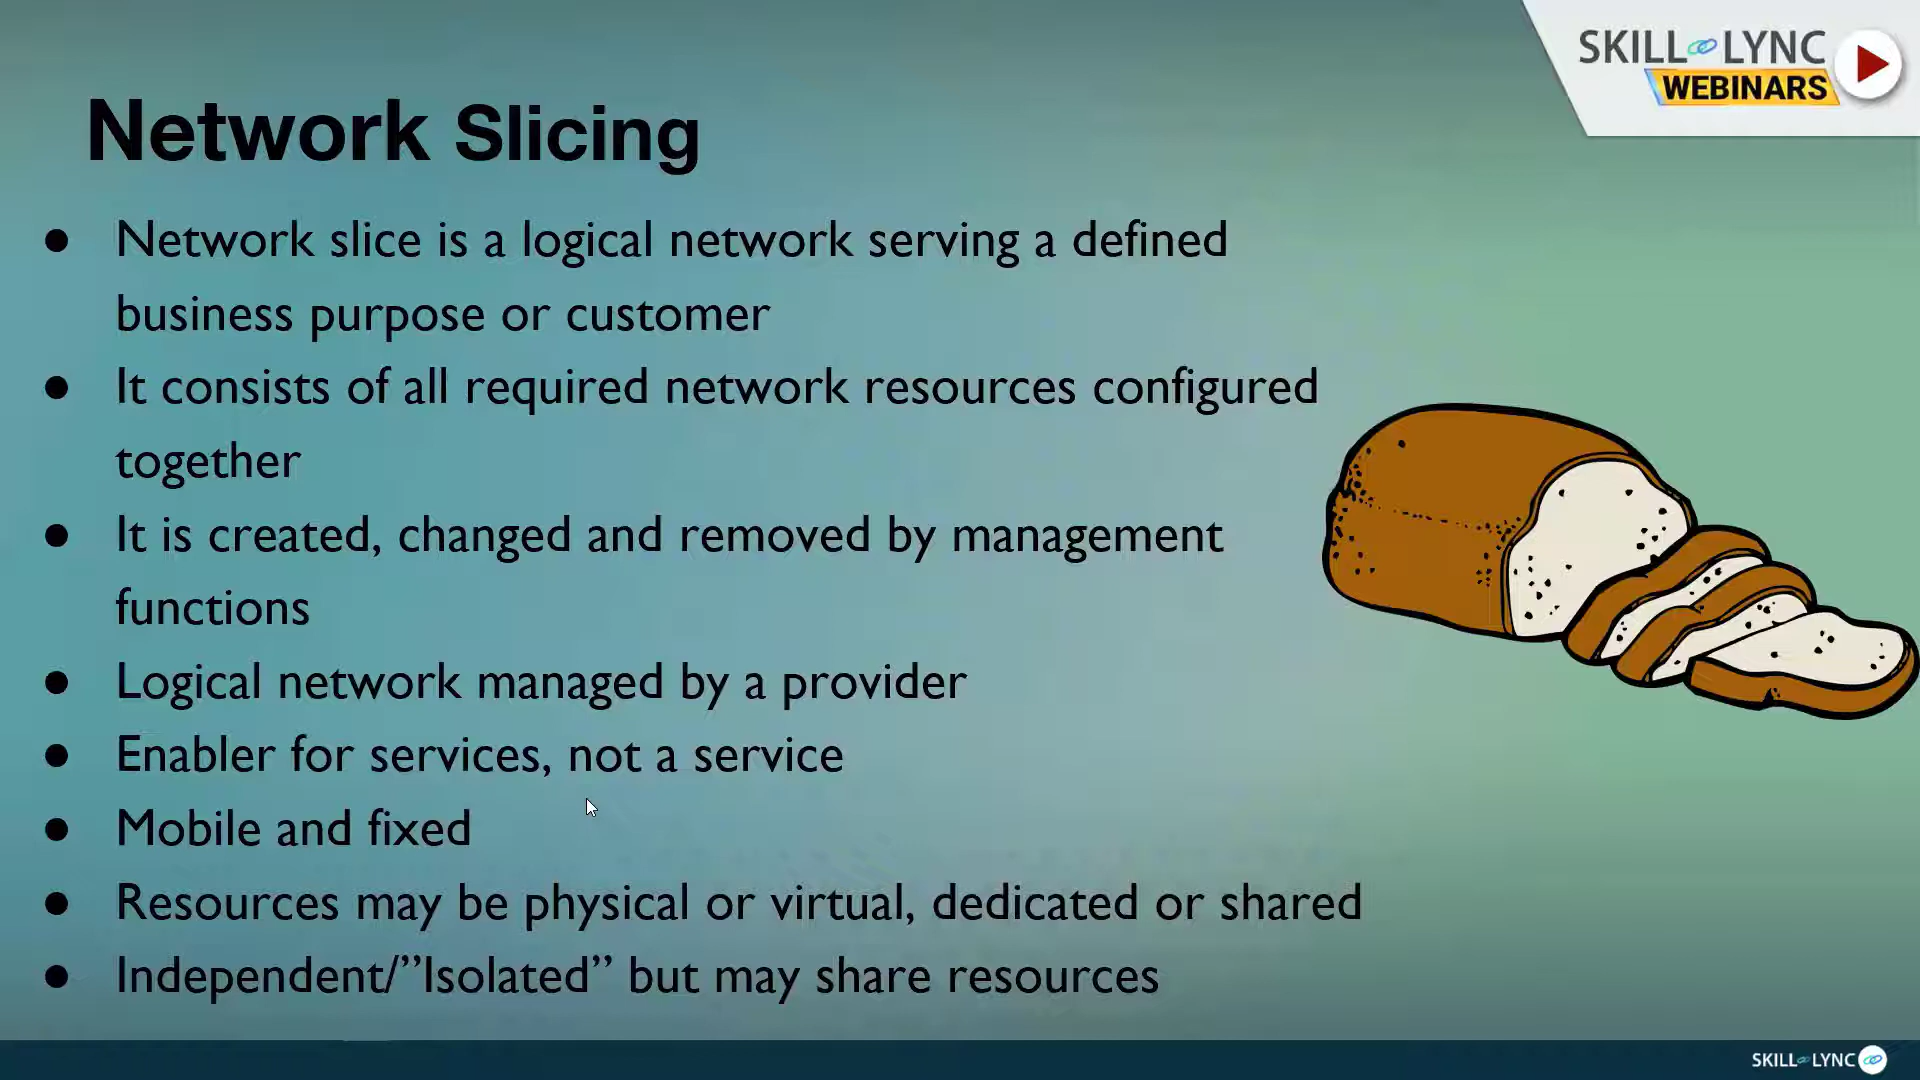 SKILL LYNC
WEBINARS
Network Slicing
● Network slice is a logical network serving a defined
business purpose or customer
● It consists of all required network resources configured
together
● It is created, changed and removed by management
functions
● Logical network managed by a provider
● Enabler for services, not a service
● Mobile and fixed
● Resources may be physical or virtual, dedicated or shared
● Independent/”Isolated” but may share resources
SKILL LYNC